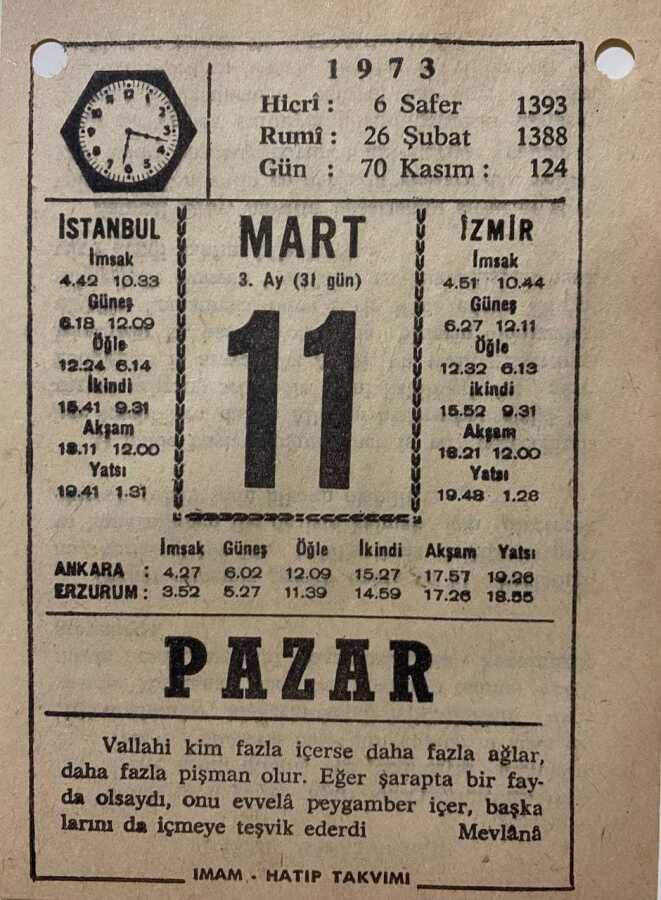 1973
Hicrî : 6 Safer 1393
Rumî : 26 Şubat 1388
Gün : 70 Kasım : 124
İSTANBUL
İmsak
4.42 10.33
Güneş
6.18 12.09
Öğle
12.24 6.14
İkindi
15.41 9.31
Akşam
18.11 12.00
Yatsı
19.41 1.31
MART
3. Ay (31 gün)
11
İZMİR
İmsak
4.51 10.44
Güneş
6.27 12.11
Öğle
12.32 6.13
ikindi
15.52 9.31
Akşam
18.21 12.00
Yatsı
19.48 1.28
İmsak Güneş Öğle İkindi Akşam Yatsı
ANKARA : 4.27 6.02 12.09 15.27 17.57 19.26
ERZURUM : 3.52 5.27 11.39 14.59 17.26 18.55
PAZAR
Vallahi kim fazla içerse daha fazla ağlar,
daha fazla pişman olur. Eğer şarapta bir fay-
da olsaydı, onu evvelâ peygamber içer, başka
larını da içmeye teşvik ederdi Mevlânâ
IMAM - HATIP TAKVIMI